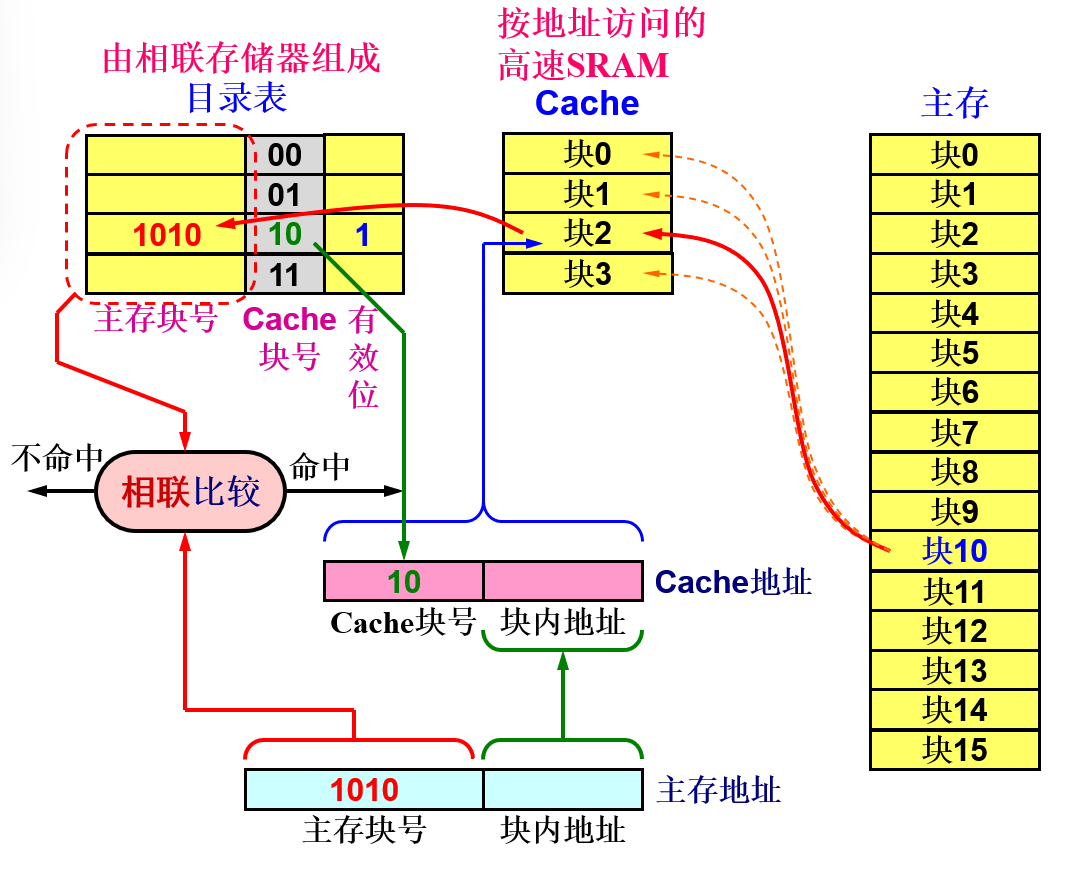 由相联存储器组成
目录表
00
01
1010 10 1
11
主存块号
Cache
块号
有
效
位
按地址访问的
高速SRAM
Cache
块0
块1
块2
块3
主存
块0
块1
块2
块3
块4
块5
块6
块7
块8
块9
块10
块11
块12
块13
块14
块15
不命中
相联比较
命中
10
Cache地址
Cache块号
块内地址
1010
主存地址
主存块号
块内地址